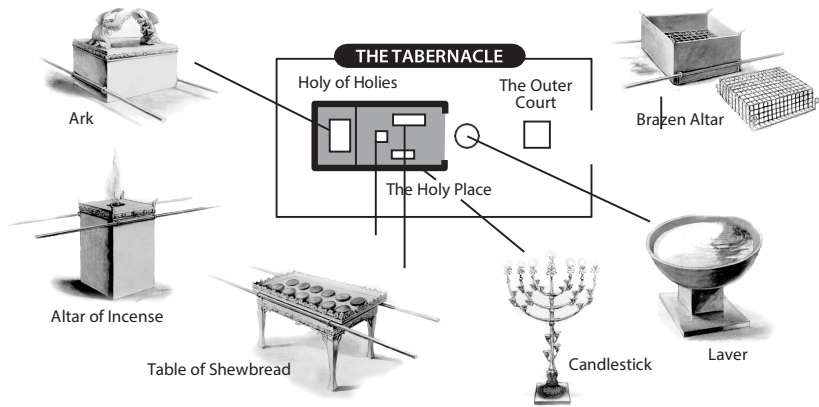 THE TABERNACLE
Holy of Holies
The Outer
Court
Ark
Brazen Altar
The Holy Place
Altar of Incense
Table of Shewbread
Candlestick
Laver